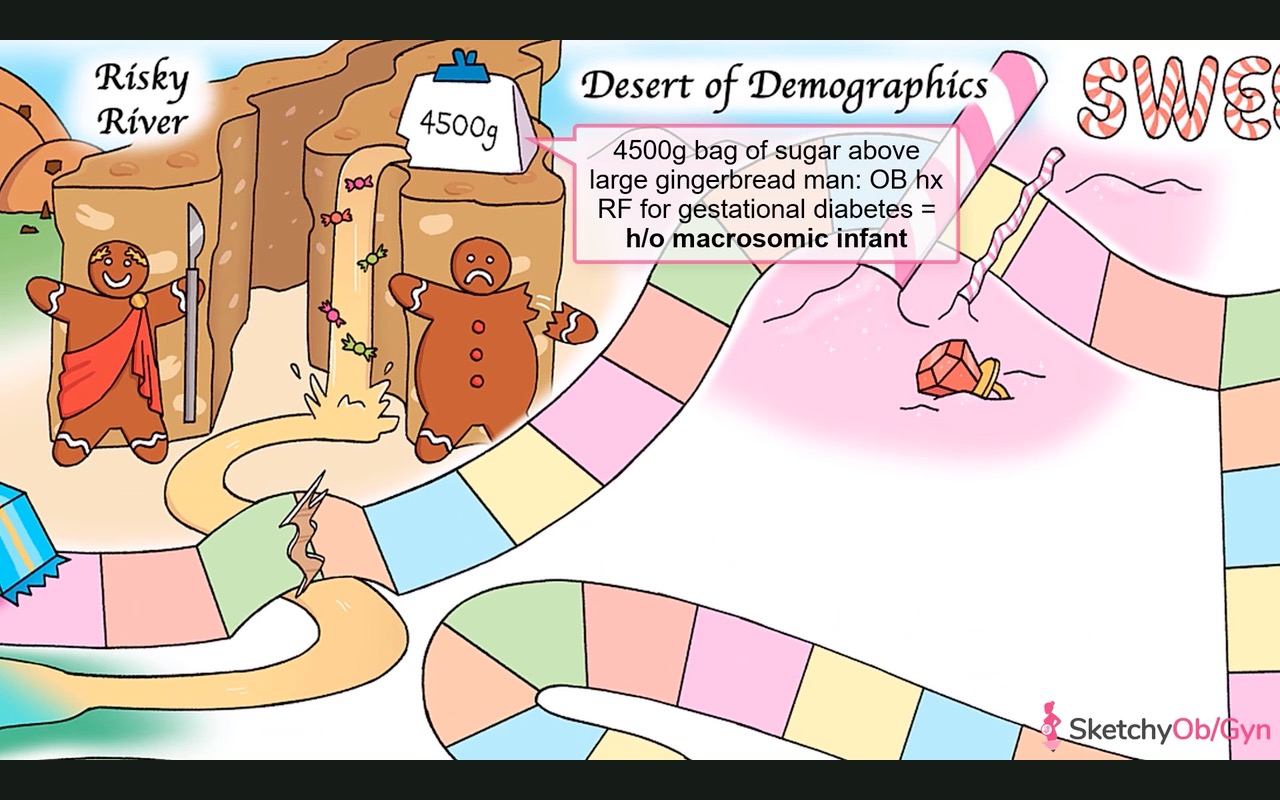 Risky
River
4500g
Desert of Demographics
4500g bag of sugar above
large gingerbread man: OB hx
RF for gestational diabetes =
h/o macrosomic infant
SWE
SketchyOb/Gyn